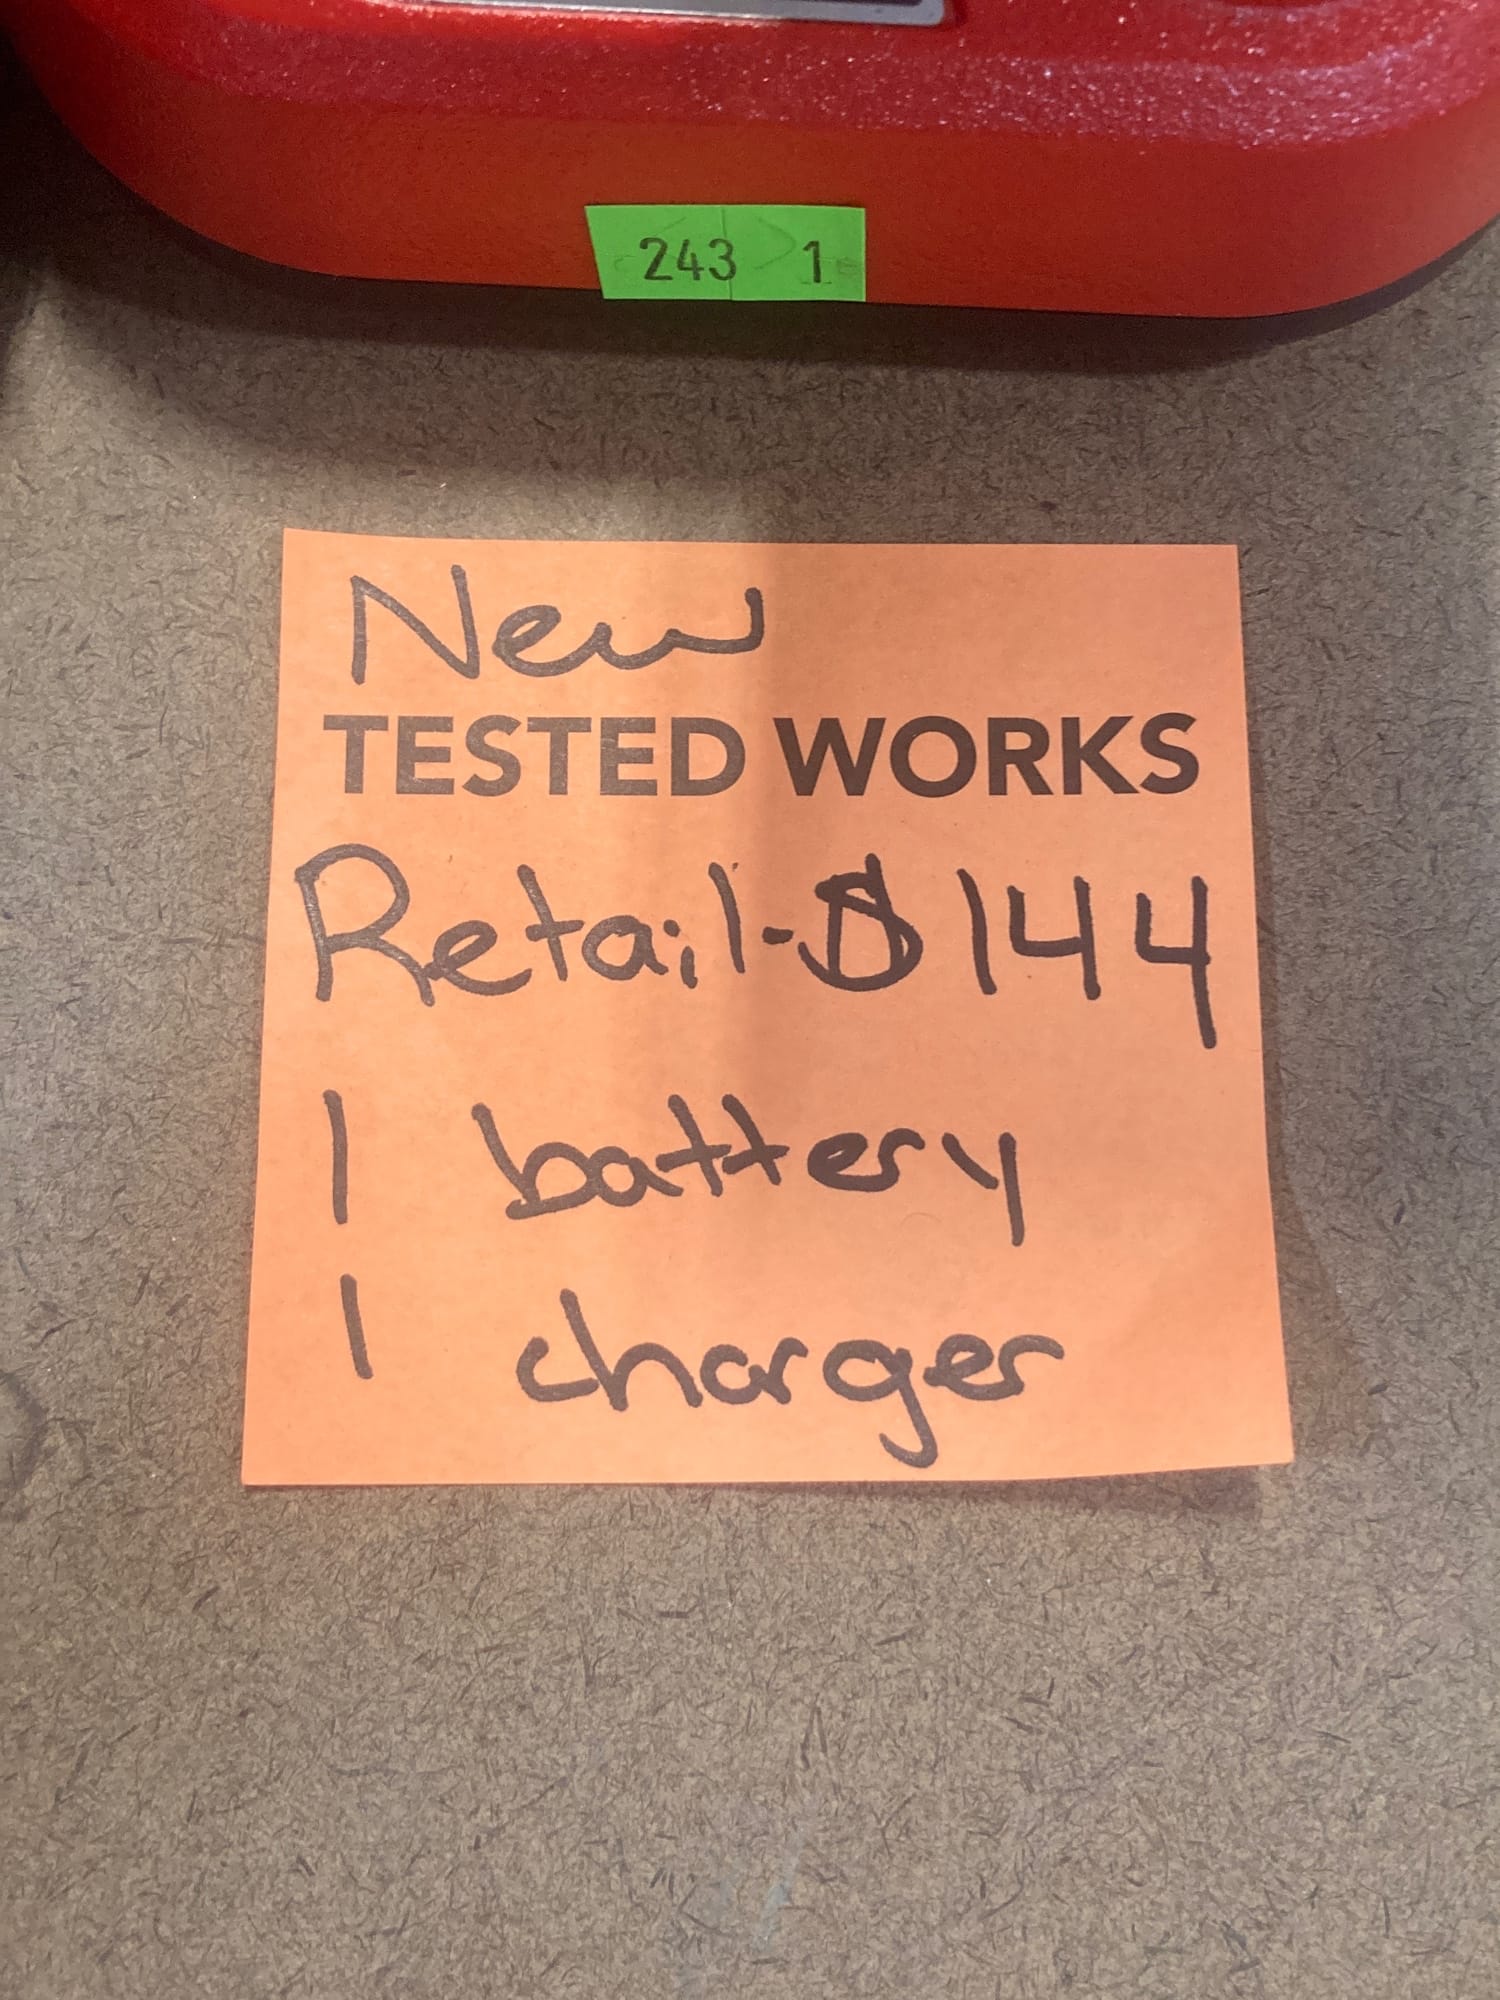 243 1
New
TESTED WORKS
Retail-$144
1 battery
1 charger